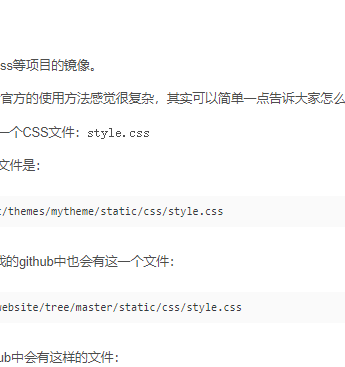 ss等项目的镜像。
官方的使用方法感觉很复杂，其实可以简单一点告诉大家怎么
一个CSS文件：style.css
文件是：
/themes/mytheme/static/css/style.css
我的github中也会有这一个文件：
website/tree/master/static/css/style.css
ub中会有这样的文件：